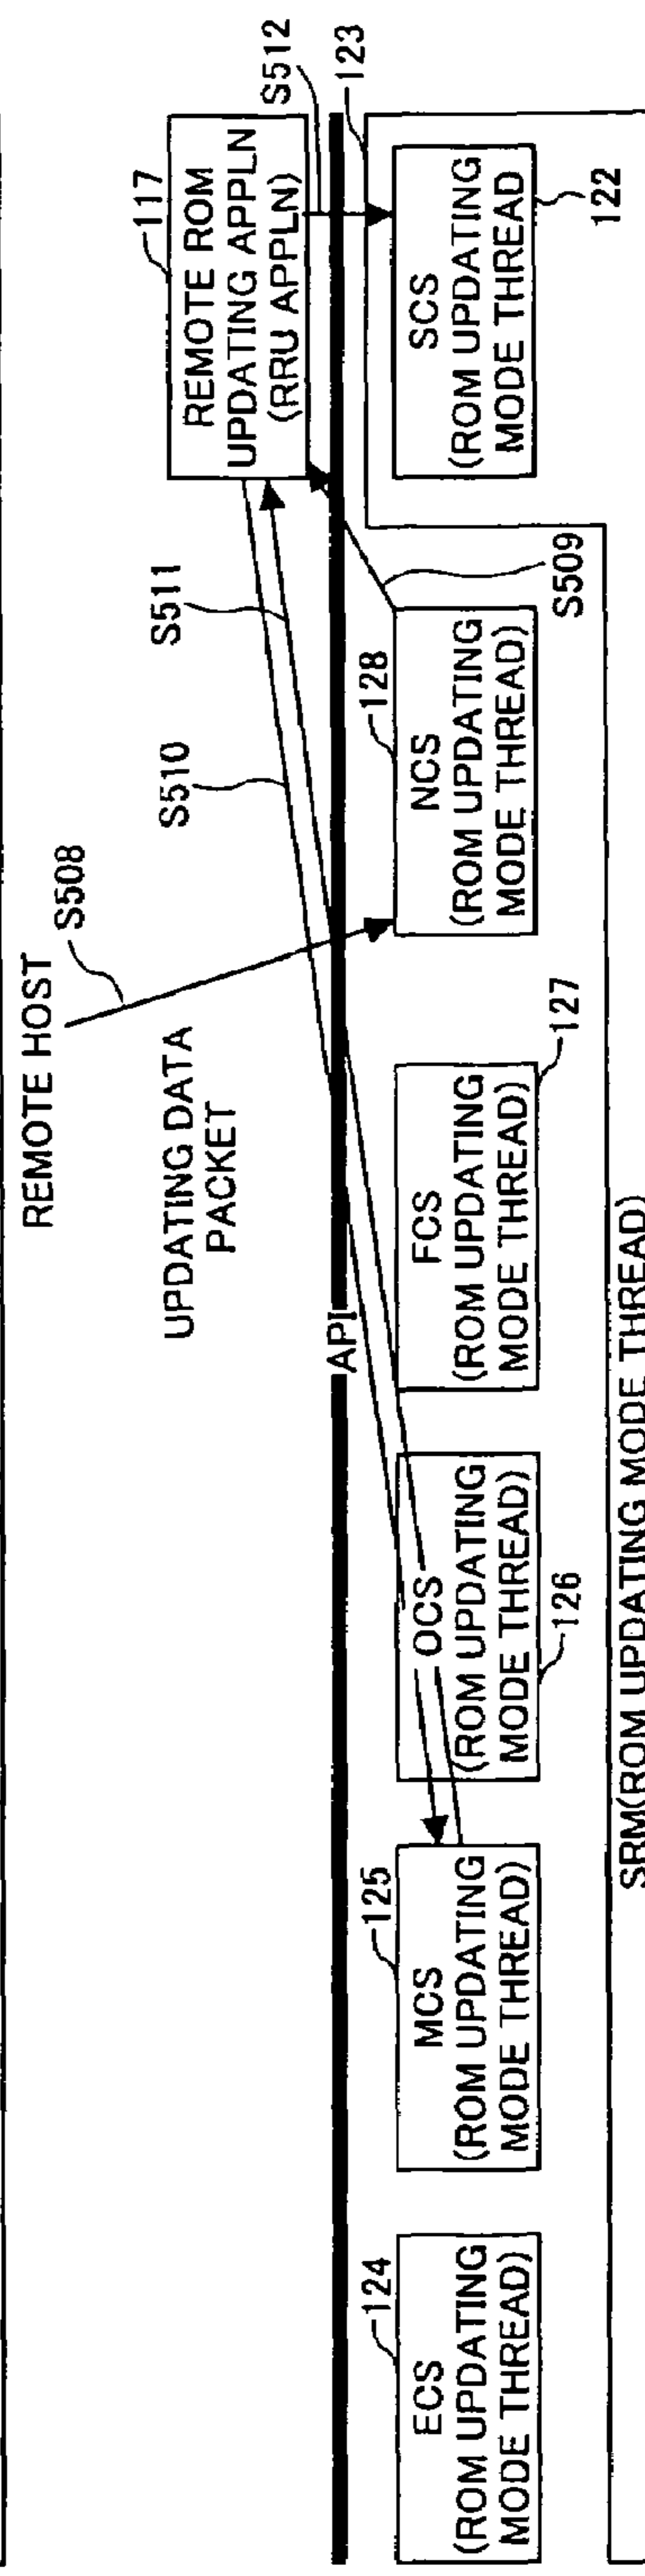 REMOTE HOST
S508
UPDATING DATA
PACKET
S510
S511
117
REMOTE ROM
UPDATING APPLN
(RRU APPLN)
S512
API
123
124
ECS
(ROM UPDATING
MODE THREAD)
125
MCS
(ROM UPDATING
MODE THREAD)
OCS
(ROM UPDATING
MODE THREAD)
126
FCS
(ROM UPDATING
MODE THREAD)
127
128
NCS
(ROM UPDATING
MODE THREAD)
S509
SCS
(ROM UPDATING
MODE THREAD
122
SRM(ROM UPDATING MODE THREAD)